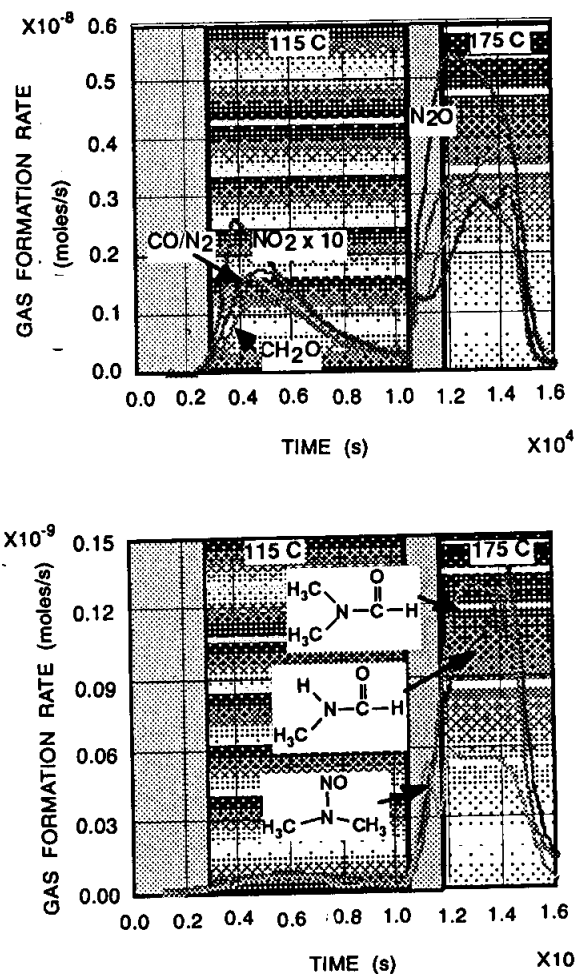 X10-8
0.6
0.5
0.4
0.3
0.2
0.1
0.0
GAS FORMATION RATE
(moles/s)
115 C
175 C
N2O
CO/N2
NO2 x 10
CH2O
0.0 0.2 0.4 0.6 0.8 1.0 1.2 1.4 1.6
TIME (s)
X104
X10-9
0.15
0.12
0.09
0.06
0.03
0.00
GAS FORMATION RATE (moles/s)
115 C
175 C
O
H3C
N—C—H
H3C
H
O
N—C—H
H3C
NO
N
H3C
CH3
0.0 0.2 0.4 0.6 0.8 1.0 1.2 1.4 1.6
TIME (s)
X10